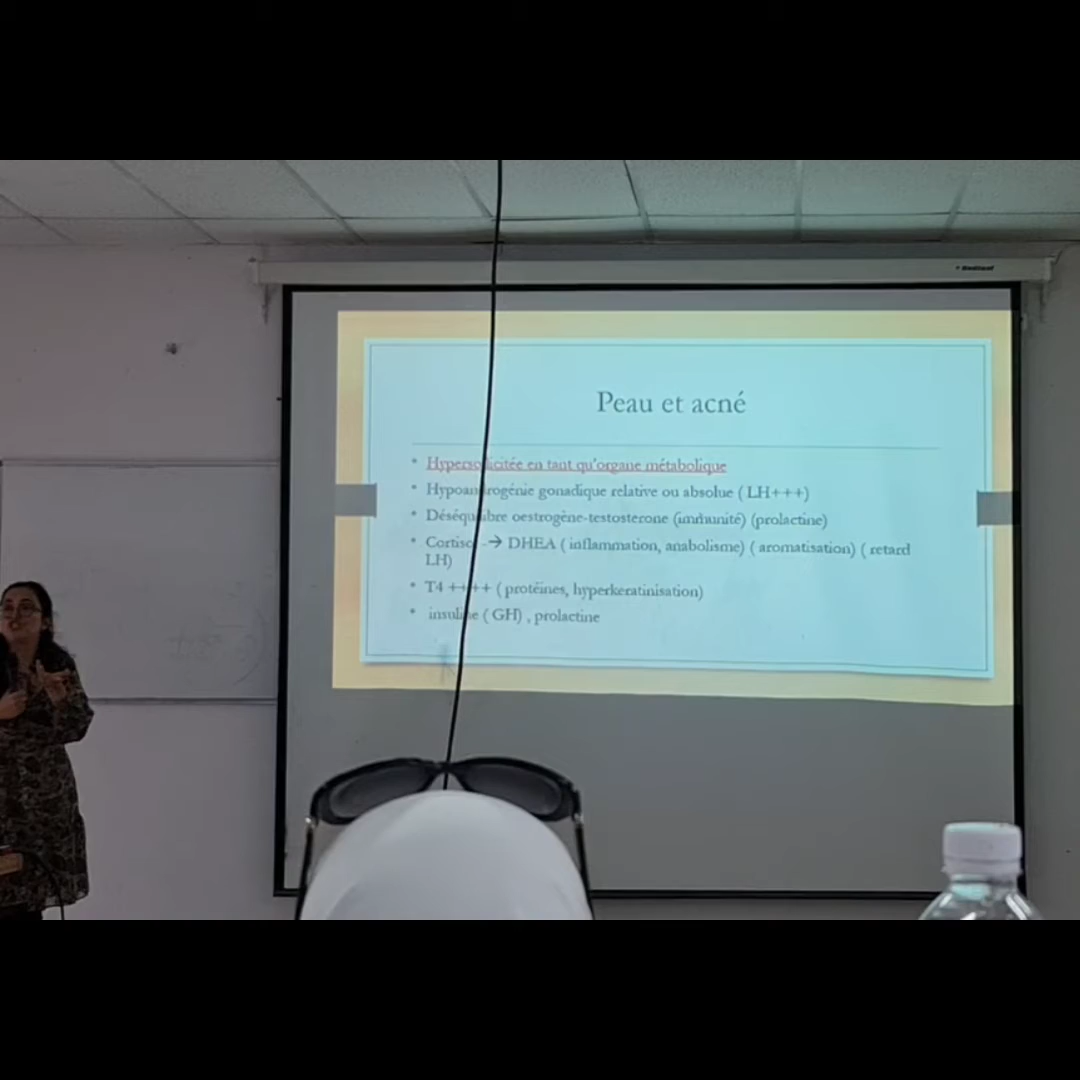 Peau et acné
• Hypersollicitée en tant qu'organe métabolique
• Hypoandrogénie gonadique relative ou absolue ( LH+++)
• Déséquilibre oestrogène-testosterone (immunité) (prolactine)
• Cortisol -→ DHEA ( inflammation, anabolisme) ( aromatisation) ( retard
LH)
• T4 ++++ ( protéines, hyperkeratinisation)
• insuline ( GH) , prolactine